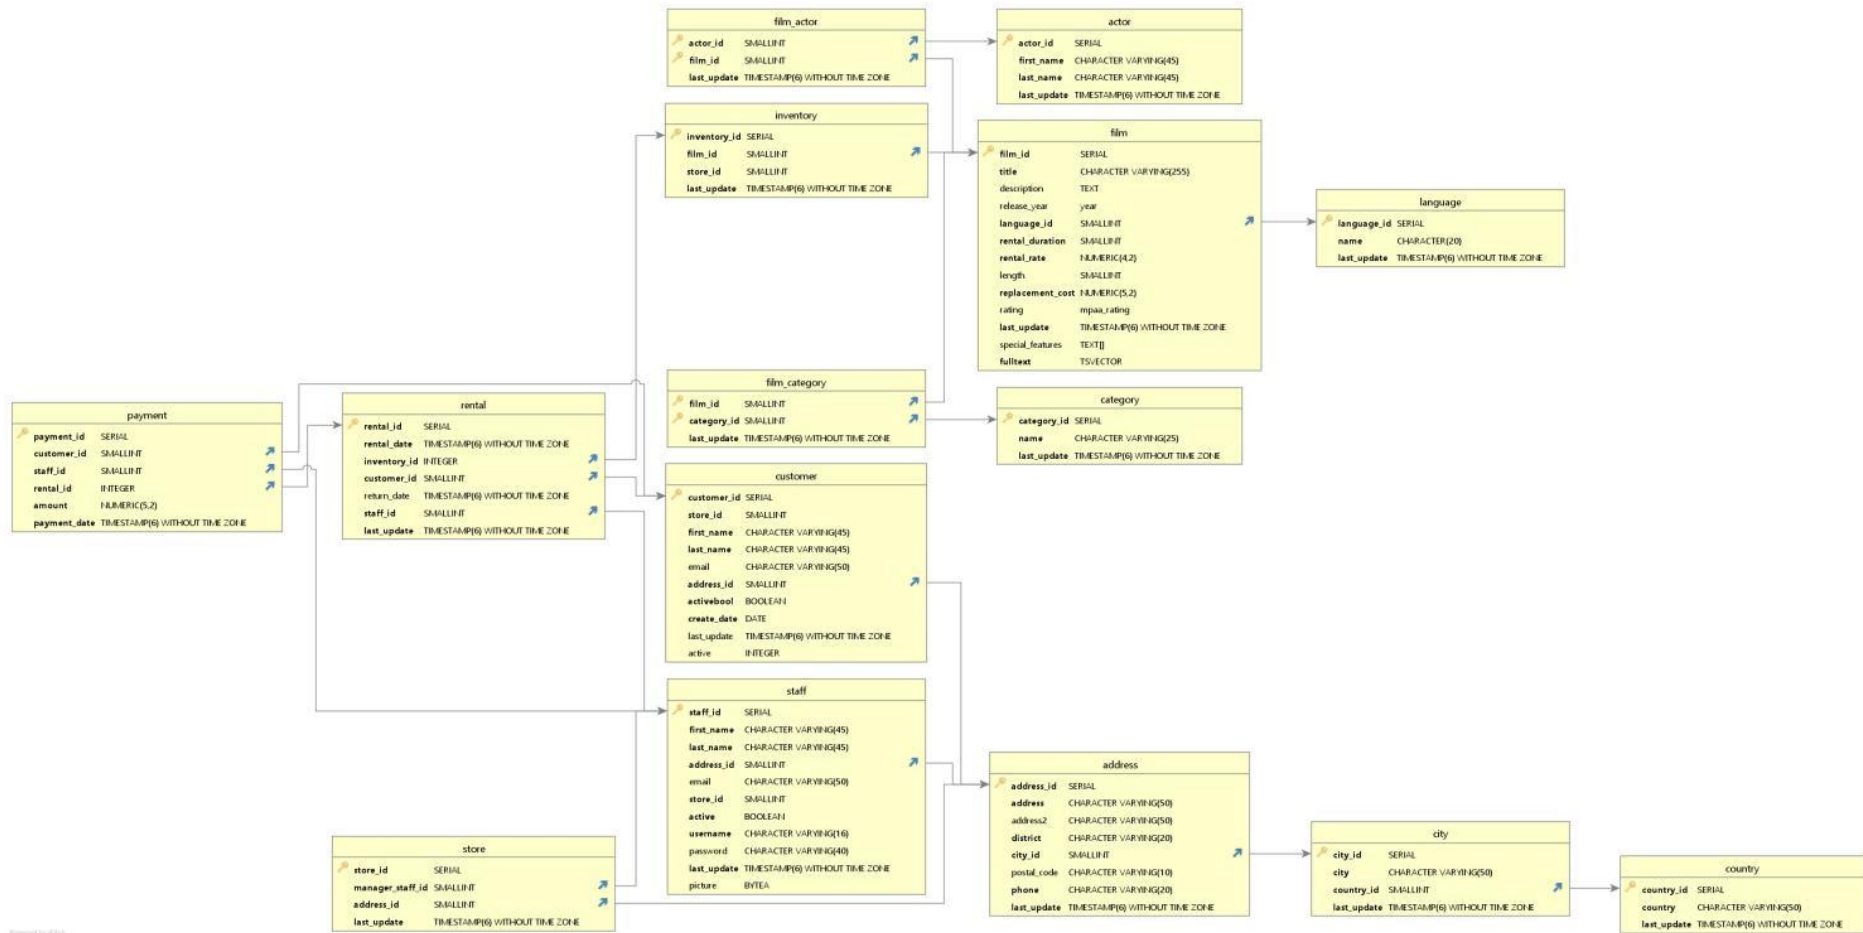 film_actor
actor_id SMALLINT
film_id SMALLINT
last_update TIMESTAMP(6) WITHOUT TIME ZONE
actor
actor_id SERIAL
first_name CHARACTER VARYING(45)
last_name CHARACTER VARYING(45)
last_update TIMESTAMP(6) WITHOUT TIME ZONE
inventory
inventory_id SERIAL
film_id SMALLINT
store_id SMALLINT
last_update TIMESTAMP(6) WITHOUT TIME ZONE
film
film_id SERIAL
title CHARACTER VARYING(255)
description TEXT
release_year year
language_id SMALLINT
rental_duration SMALLINT
rental_rate NUMERIC(4,2)
length SMALLINT
replacement_cost NUMERIC(5,2)
rating mpaa_rating
last_update TIMESTAMP(6) WITHOUT TIME ZONE
special_features TEXT[]
fulltext TSVECTOR
language
language_id SERIAL
name CHARACTER(20)
last_update TIMESTAMP(6) WITHOUT TIME ZONE
film_category
film_id SMALLINT
category_id SMALLINT
last_update TIMESTAMP(6) WITHOUT TIME ZONE
category
category_id SERIAL
name CHARACTER VARYING(25)
last_update TIMESTAMP(6) WITHOUT TIME ZONE
payment
payment_id SERIAL
customer_id SMALLINT
staff_id SMALLINT
rental_id INTEGER
amount NUMERIC(5,2)
payment_date TIMESTAMP(6) WITHOUT TIME ZONE
rental
rental_id SERIAL
rental_date TIMESTAMP(6) WITHOUT TIME ZONE
inventory_id INTEGER
customer_id SMALLINT
return_date TIMESTAMP(6) WITHOUT TIME ZONE
staff_id SMALLINT
last_update TIMESTAMP(6) WITHOUT TIME ZONE
customer
customer_id SERIAL
store_id SMALLINT
first_name CHARACTER VARYING(45)
last_name CHARACTER VARYING(45)
email CHARACTER VARYING(50)
address_id SMALLINT
activebool BOOLEAN
create_date DATE
last_update TIMESTAMP(6) WITHOUT TIME ZONE
active INTEGER
staff
staff_id SERIAL
first_name CHARACTER VARYING(45)
last_name CHARACTER VARYING(45)
address_id SMALLINT
email CHARACTER VARYING(50)
store_id SMALLINT
active BOOLEAN
username CHARACTER VARYING(16)
password CHARACTER VARYING(40)
last_update TIMESTAMP(6) WITHOUT TIME ZONE
picture BYTEA
store
store_id SERIAL
manager_staff_id SMALLINT
address_id SMALLINT
last_update TIMESTAMP(6) WITHOUT TIME ZONE
address
address_id SERIAL
address CHARACTER VARYING(50)
address2 CHARACTER VARYING(50)
district CHARACTER VARYING(20)
city_id SMALLINT
postal_code CHARACTER VARYING(10)
phone CHARACTER VARYING(20)
last_update TIMESTAMP(6) WITHOUT TIME ZONE
city
city_id SERIAL
city CHARACTER VARYING(50)
country_id SMALLINT
last_update TIMESTAMP(6) WITHOUT TIME ZONE
country
country_id SERIAL
country CHARACTER VARYING(50)
last_update TIMESTAMP(6) WITHOUT TIME ZONE